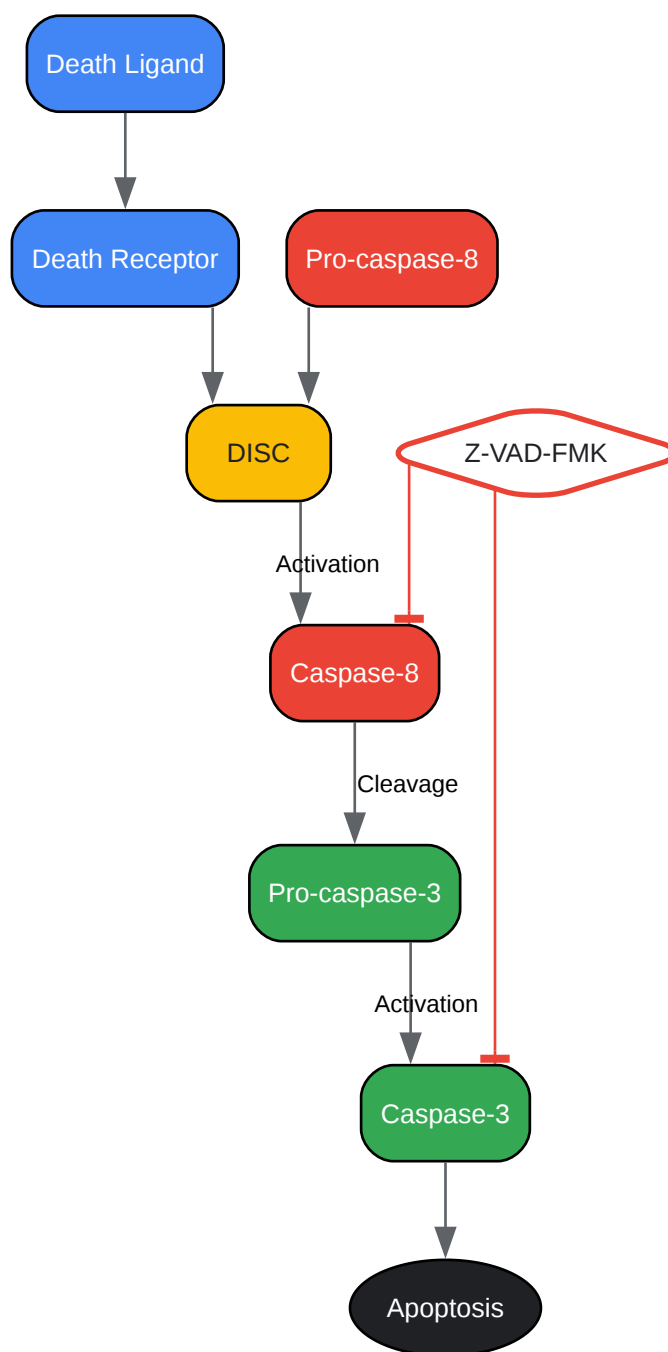 Death Ligand
Death Receptor
Pro-caspase-8
DISC
Z-VAD-FMK
Activation
Caspase-8
Cleavage
Pro-caspase-3
Activation
Caspase-3
Apoptosis